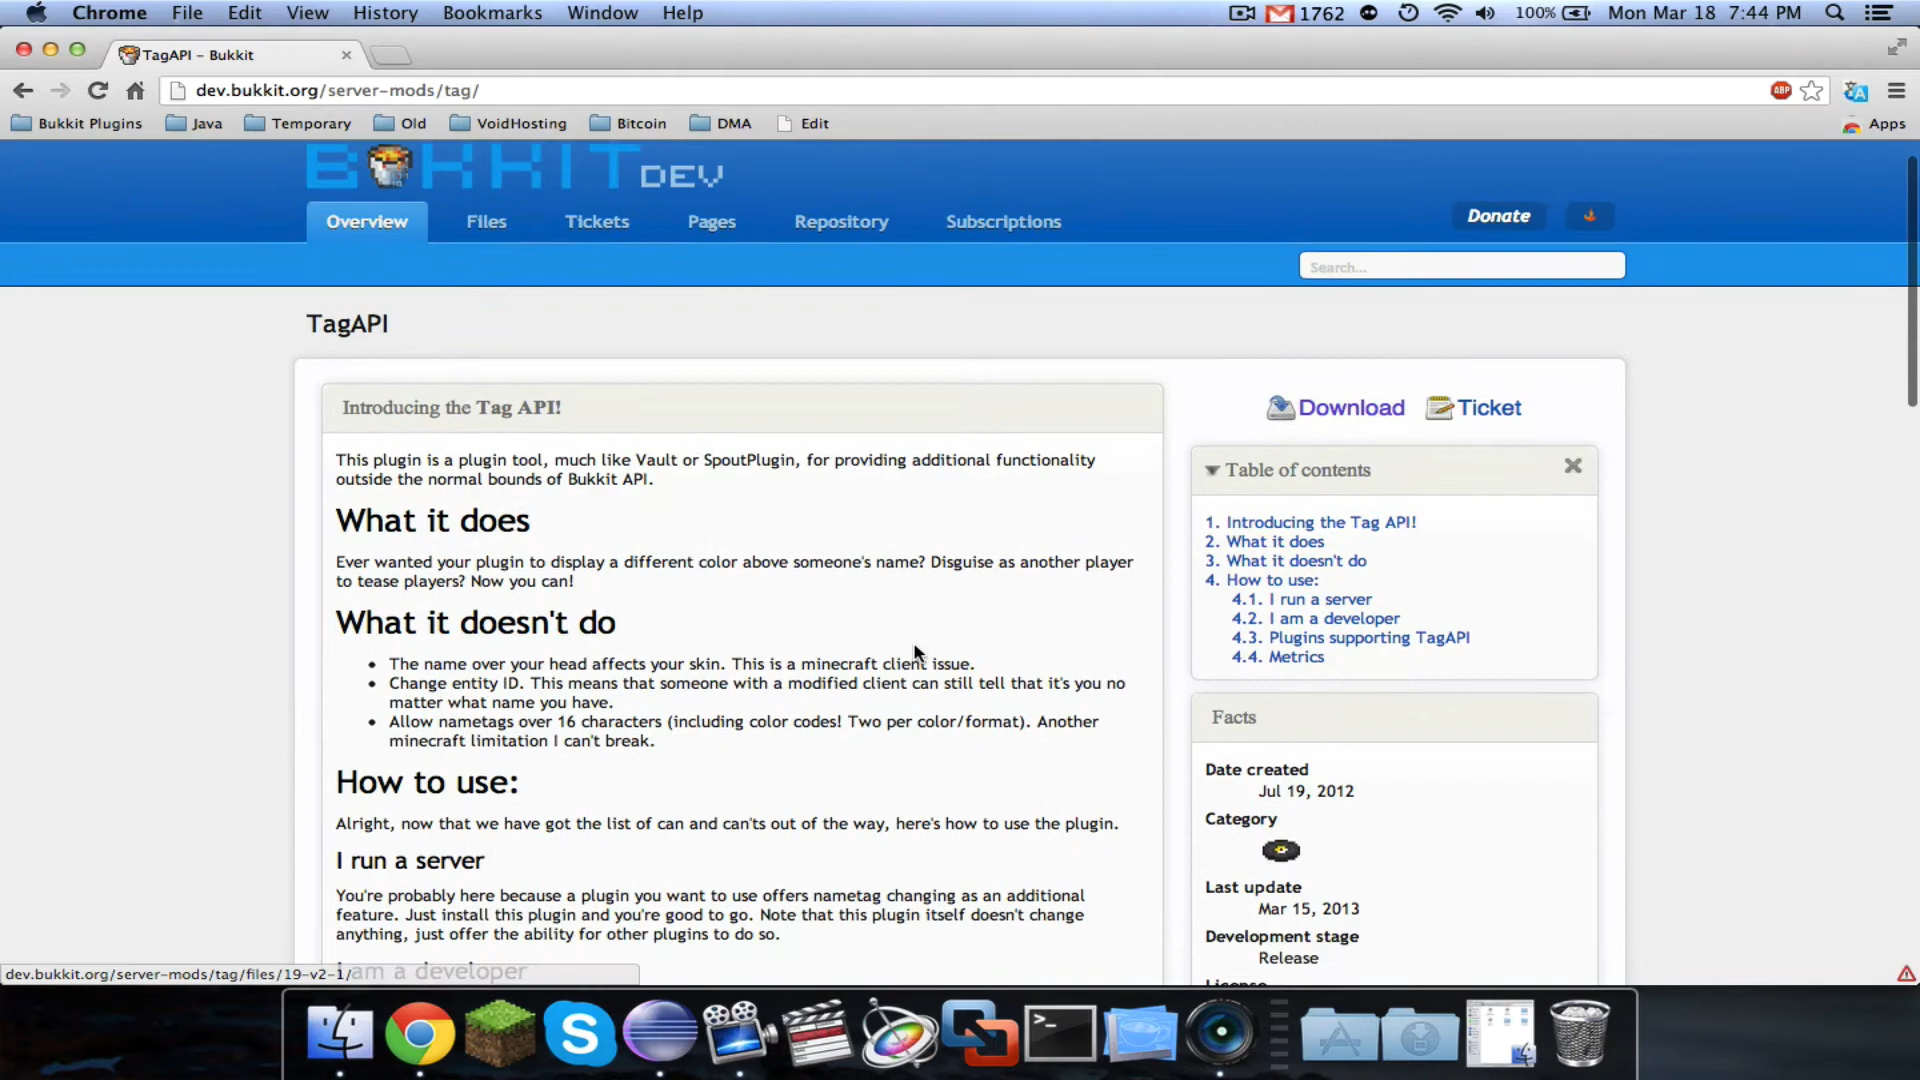 Chrome File Edit View History Bookmarks Window Help 1762 100% Mon Mar 18 7:44 PM
TagAPI – Bukkit
dev.bukkit.org/server-mods/tag/ ABP
Bukkit Plugins Java Temporary Old VoidHosting Bitcoin DMA Edit Apps
BUKKIT DEV
Overview Files Tickets Pages Repository Subscriptions Donate
Search...
TagAPI
Introducing the Tag API!
This plugin is a plugin tool, much like Vault or SpoutPlugin, for providing additional functionality
outside the normal bounds of Bukkit API.
What it does
Ever wanted your plugin to display a different color above someone's name? Disguise as another player
to tease players? Now you can!
What it doesn't do
• The name over your head affects your skin. This is a minecraft client issue.
• Change entity ID. This means that someone with a modified client can still tell that it's you no
matter what name you have.
• Allow nametags over 16 characters (including color codes! Two per color/format). Another
minecraft limitation I can't break.
How to use:
Alright, now that we have got the list of can and can'ts out of the way, here's how to use the plugin.
I run a server
You're probably here because a plugin you want to use offers nametag changing as an additional
feature. Just install this plugin and you're good to go. Note that this plugin itself doesn't change
anything, just offer the ability for other plugins to do so.
I am a developer
Download Ticket
Table of contents
1. Introducing the Tag API!
2. What it does
3. What it doesn't do
4. How to use:
4.1. I run a server
4.2. I am a developer
4.3. Plugins supporting TagAPI
4.4. Metrics
Facts
Date created
Jul 19, 2012
Category
Last update
Mar 15, 2013
Development stage
Release
License
dev.bukkit.org/server-mods/tag/files/19-v2-1/